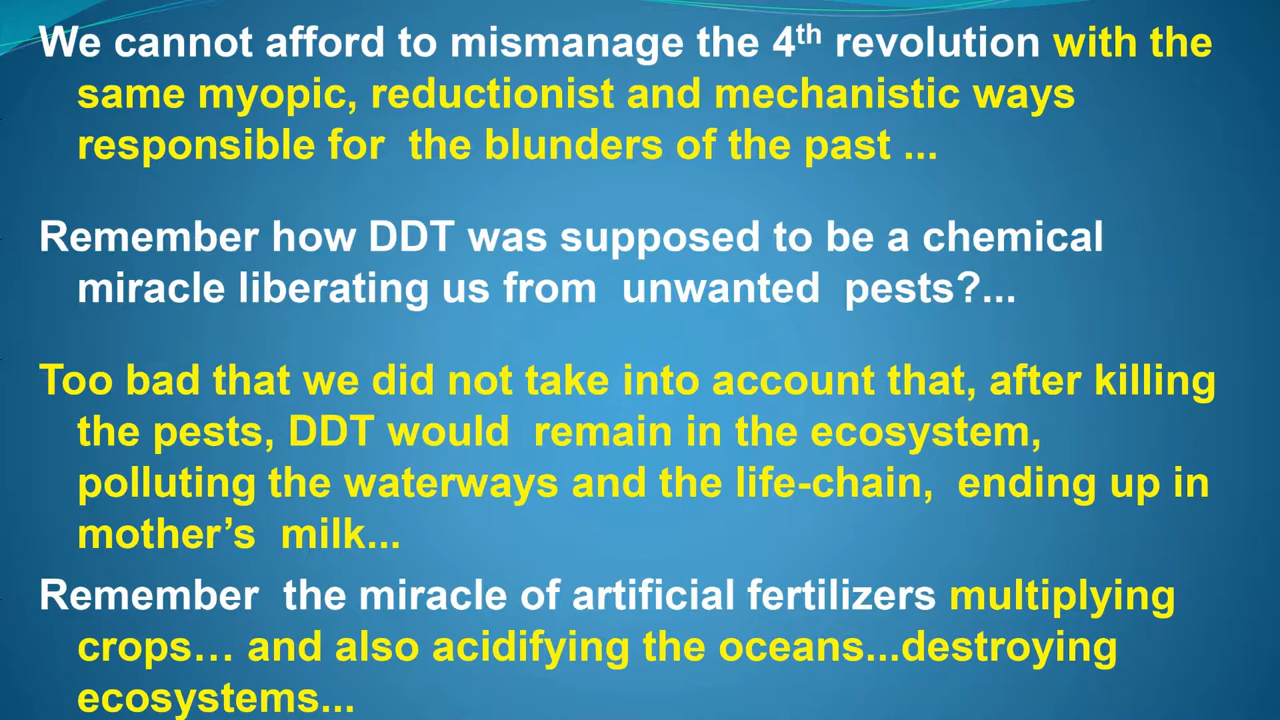 We cannot afford to mismanage the 4th revolution with the
same myopic, reductionist and mechanistic ways
responsible for the blunders of the past ...
Remember how DDT was supposed to be a chemical
miracle liberating us from unwanted pests?...
Too bad that we did not take into account that, after killing
the pests, DDT would remain in the ecosystem,
polluting the waterways and the life-chain, ending up in
mother’s milk...
Remember the miracle of artificial fertilizers multiplying
crops… and also acidifying the oceans...destroying
ecosystems...